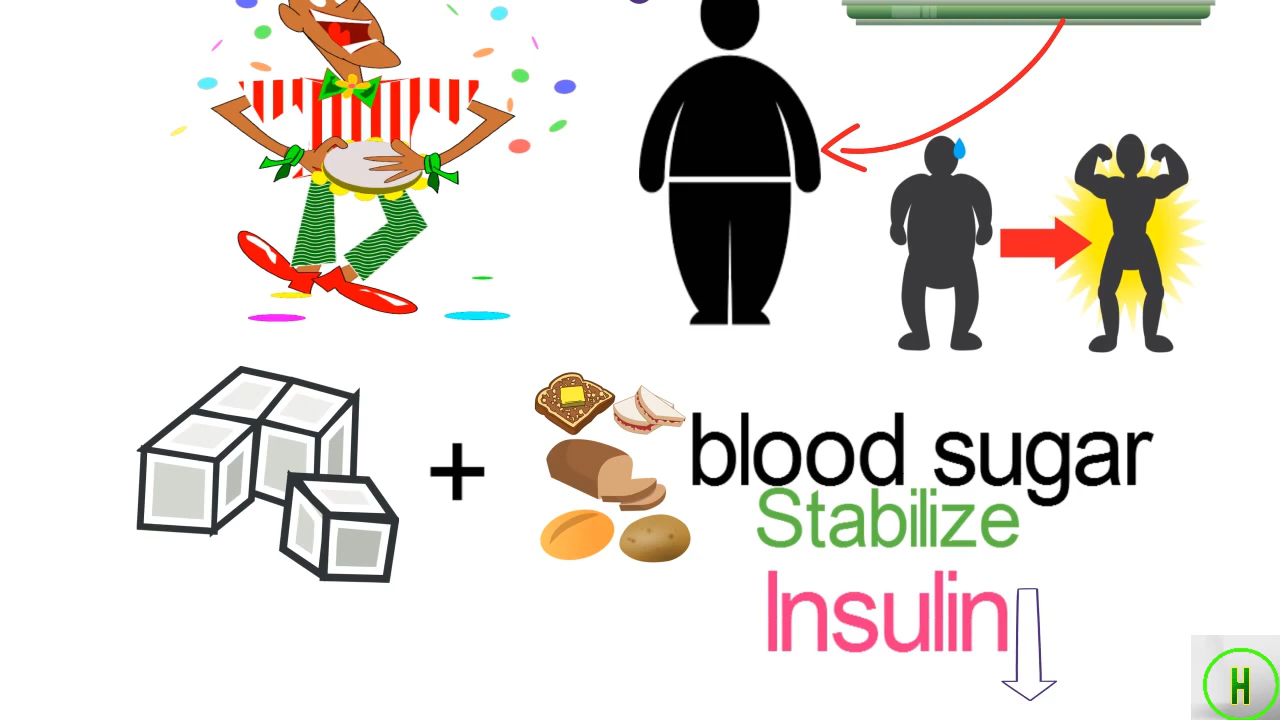 +
blood sugar
Stabilize
Insulin
H